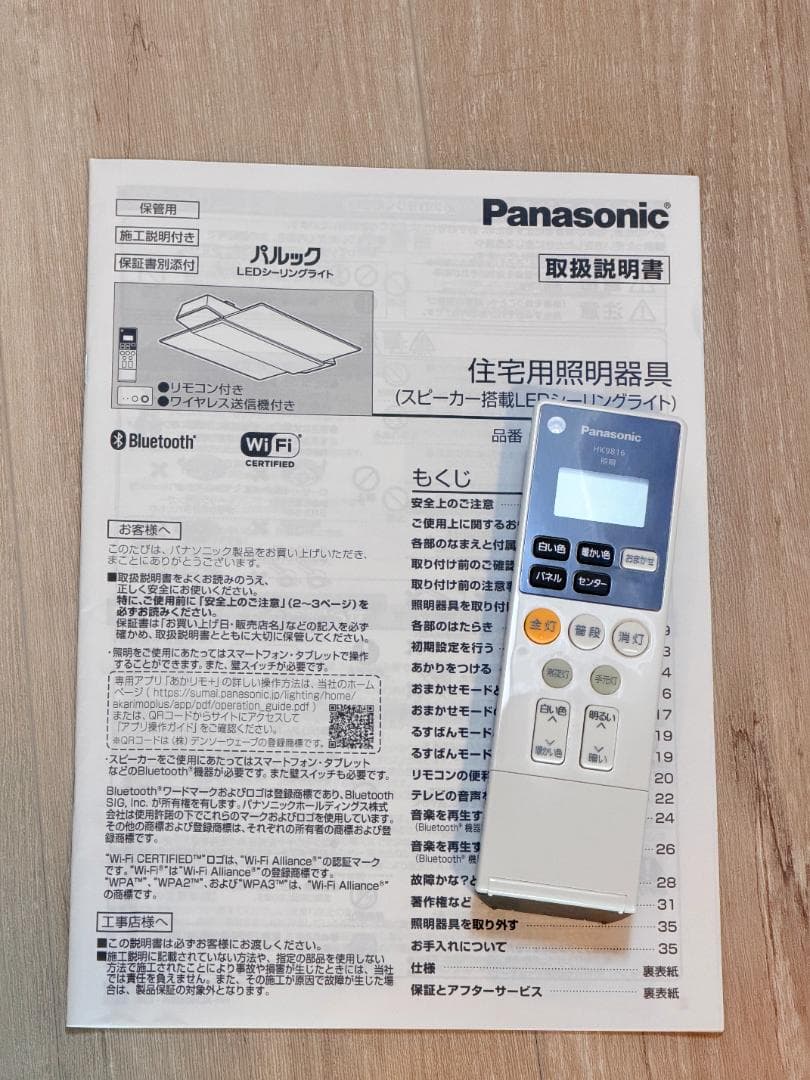 保管用
施工説明付き
保証書別添付
Panasonic®
パルック
LEDシーリングライト
取扱説明書
●リモコン付き
●ワイヤレス送信機付き
住宅用照明器具
(スピーカー搭載LEDシーリングライト)
品番
Bluetooth®
Wi Fi
CERTIFIED
お客様へ
このたびは、パナソニック製品をお買い上げいただき、
まことにありがとうございます。
■取扱説明書をよくお読みのうえ、
正しく安全にお使いください。
特に、ご使用前に「安全上のご注意」(2〜3ページ)を
必ずお読みください。
保証書は「お買い上げ日・販売店名」などの記入を必ず
確かめ、取扱説明書とともに大切に保管してください。
・照明をご使用にあたってはスマートフォン・タブレットで操作
することができます。また、壁スイッチが必要です。
専用アプリ「あかりモ+」の詳しい操作方法は、当社のホーム
ページ( https://sumai.panasonic.jp/lighting/home/
akarimoplus/app/pdf/operation_guide.pdf )
または、QRコードからサイトにアクセスして
「アプリ操作ガイド」をご確認ください。
※QRコードは(株)デンソーウェーブの登録商標です。
・スピーカーをご使用にあたってはスマートフォン・タブレット
などのBluetooth®機器が必要です。また壁スイッチも必要です。
Bluetooth®ワードマークおよびロゴは登録商標であり、Bluetooth
SIG, Inc. が所有権を有します。パナソニックホールディングス株式
会社は使用許諾の下でこれらのマークおよびロゴを使用しています。
その他の商標および登録商標は、それぞれの所有者の商標および登
録商標です。
"Wi-Fi CERTIFIED™"ロゴは、"Wi-Fi Alliance®"の認証マーク
です。"Wi-Fi®"は"Wi-Fi Alliance®"の登録商標です。
"WPA™"、"WPA2™"、および"WPA3™"は、"Wi-Fi Alliance®"
の商標です。
工事店様へ
■この説明書は必ずお客様にお渡しください。
■施工説明に記載されていない方法や、指定の部品を使用しない
方法で施工されたことにより事故や損害が生じたときには、当社
では責任を負えません。また、その施工が原因で故障が生じた場
合は、製品保証の対象外となります。
もくじ
安全上のご注意
ご使用上に関するお
各部のなまえと付属
取り付け前のご確認
取り付け前の注意事
照明器具を取り付け
各部のはたらき 9
初期設定を行う 3
あかりをつける 4
おまかせモードと 6
おまかせモードの 17
るすばんモード 19
るすばんモード 19
リモコンの便利 20
テレビの音声を 22
音楽を再生す 24
(Bluetooth® 機器
音楽を再生す 26
(Bluetooth® 機
故障かな?と 28
著作権など 31
照明器具を取り外す 35
お手入れについて 35
仕様 裏表紙
保証とアフターサービス 裏表紙
Panasonic
HK9816
照明
白い色
暖かい色
おまかせ
パネル
センター
全灯
普段
消灯
常夜灯
手元灯
白い色
暖かい色
明るい
暗い